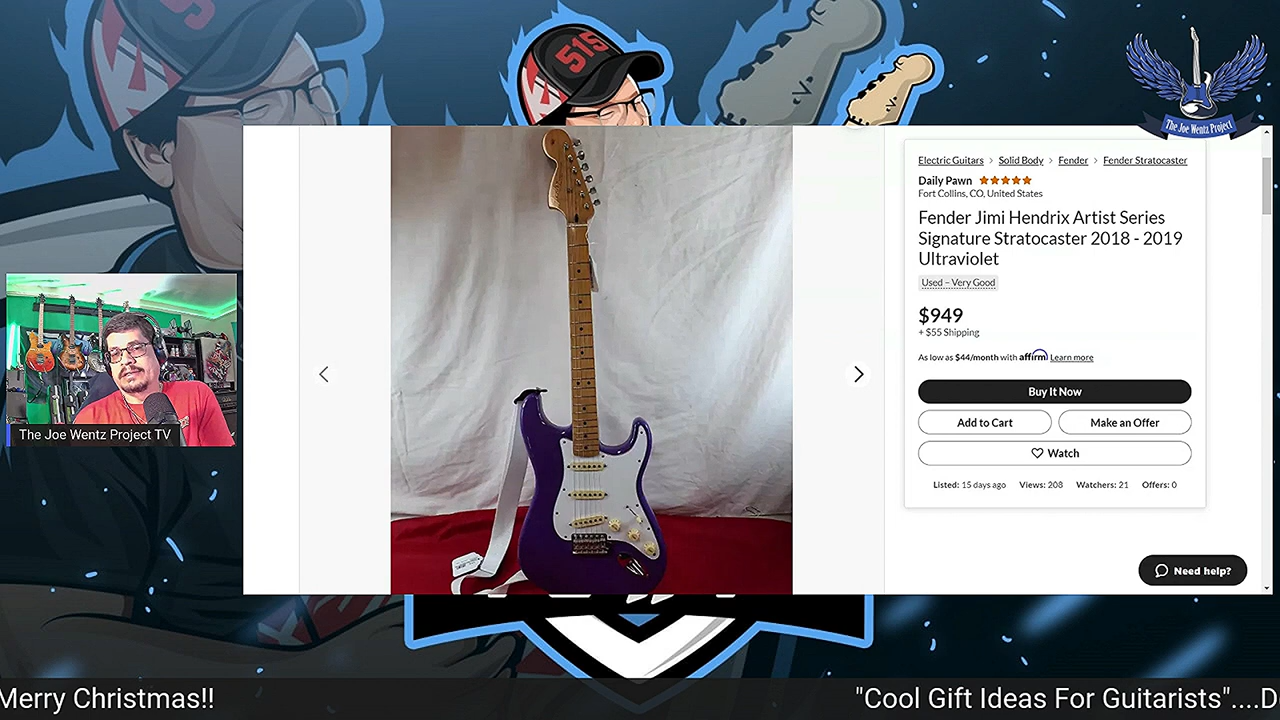 515
The Joe Wentz Project
Electric Guitars > Solid Body > Fender > Fender Stratocaster
Daily Pawn
Fort Collins, CO, United States
Fender Jimi Hendrix Artist Series
Signature Stratocaster 2018 - 2019
Ultraviolet
Used – Very Good
$949
+ $55 Shipping
As low as $44/month with affirm Learn more
Buy It Now
Add to Cart
Make an Offer
Watch
Listed: 15 days ago Views: 208 Watchers: 21 Offers: 0
Need help?
The Joe Wentz Project TV
Merry Christmas!!
"Cool Gift Ideas For Guitarists"....D